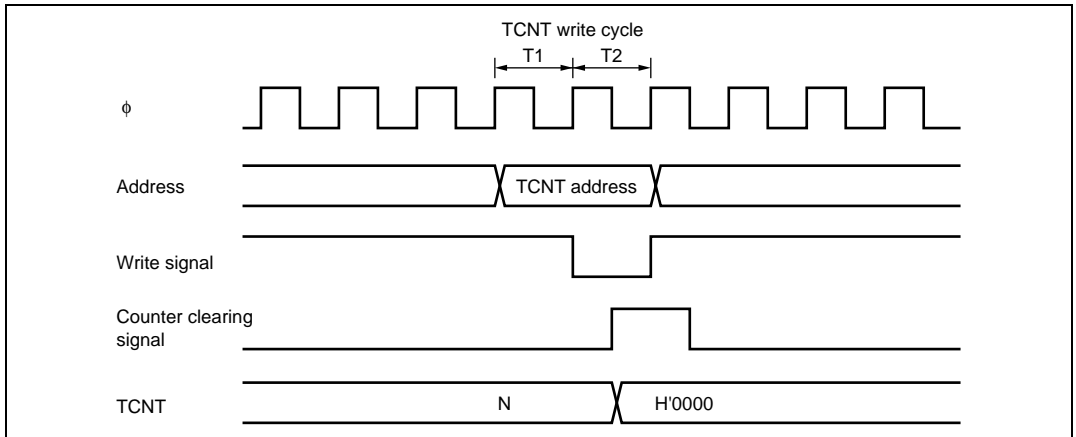 TCNT write cycle
T1 T2
ϕ
Address TCNT address
Write signal
Counter clearing
signal
TCNT N H'0000